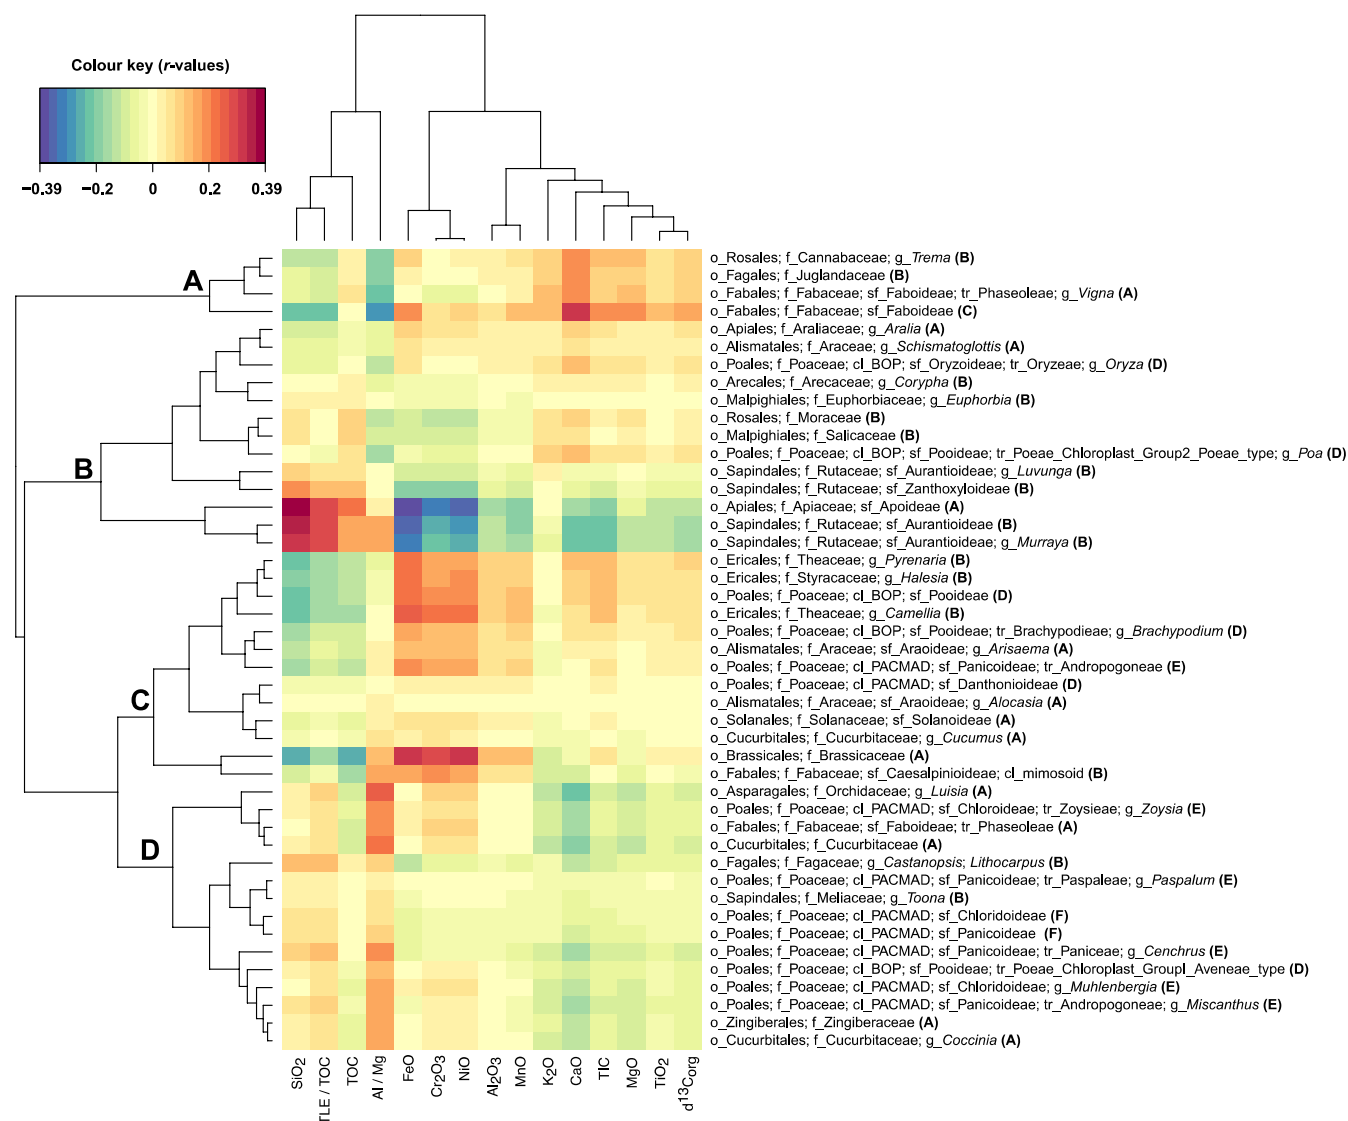 Colour key (r-values)
−0.39 −0.2 0 0.2 0.39
A
B
C
D
o_Rosales; f_Cannabaceae; g_Trema (B)
o_Fagales; f_Juglandaceae (B)
o_Fabales; f_Fabaceae; sf_Faboideae; tr_Phaseoleae; g_Vigna (A)
o_Fabales; f_Fabaceae; sf_Faboideae (C)
o_Apiales; f_Araliaceae; g_Aralia (A)
o_Alismatales; f_Araceae; g_Schismatoglottis (A)
o_Poales; f_Poaceae; cl_BOP; sf_Oryzoideae; tr_Oryzeae; g_Oryza (D)
o_Arecales; f_Arecaceae; g_Corypha (B)
o_Malpighiales; f_Euphorbiaceae; g_Euphorbia (B)
o_Rosales; f_Moraceae (B)
o_Malpighiales; f_Salicaceae (B)
o_Poales; f_Poaceae; cl_BOP; sf_Pooideae; tr_Poeae_Chloroplast_Group2_Poeae_type; g_Poa (D)
o_Sapindales; f_Rutaceae; sf_Aurantioideae; g_Luvunga (B)
o_Sapindales; f_Rutaceae; sf_Zanthoxyloideae (B)
o_Apiales; f_Apiaceae; sf_Apoideae (A)
o_Sapindales; f_Rutaceae; sf_Aurantioideae (B)
o_Sapindales; f_Rutaceae; sf_Aurantioideae; g_Murraya (B)
o_Ericales; f_Theaceae; g_Pyrenaria (B)
o_Ericales; f_Styracaceae; g_Halesia (B)
o_Poales; f_Poaceae; cl_BOP; sf_Pooideae (D)
o_Ericales; f_Theaceae; g_Camellia (B)
o_Poales; f_Poaceae; cl_BOP; sf_Pooideae; tr_Brachypodieae; g_Brachypodium (D)
o_Alismatales; f_Araceae; sf_Araoideae; g_Arisaema (A)
o_Poales; f_Poaceae; cl_PACMAD; sf_Panicoideae; tr_Andropogoneae (E)
o_Poales; f_Poaceae; cl_PACMAD; sf_Danthonioideae (D)
o_Alismatales; f_Araceae; sf_Araoideae; g_Alocasia (A)
o_Solanales; f_Solanaceae; sf_Solanoideae (A)
o_Cucurbitales; f_Cucurbitaceae; g_Cucumus (A)
o_Brassicales; f_Brassicaceae (A)
o_Fabales; f_Fabaceae; sf_Caesalpinioideae; cl_mimosoid (B)
o_Asparagales; f_Orchidaceae; g_Luisia (A)
o_Poales; f_Poaceae; cl_PACMAD; sf_Chloroideae; tr_Zoysieae; g_Zoysia (E)
o_Fabales; f_Fabaceae; sf_Faboideae; tr_Phaseoleae (A)
o_Cucurbitales; f_Cucurbitaceae (A)
o_Fagales; f_Fagaceae; g_Castanopsis; Lithocarpus (B)
o_Poales; f_Poaceae; cl_PACMAD; sf_Panicoideae; tr_Paspaleae; g_Paspalum (E)
o_Sapindales; f_Meliaceae; g_Toona (B)
o_Poales; f_Poaceae; cl_PACMAD; sf_Chloridoideae (F)
o_Poales; f_Poaceae; cl_PACMAD; sf_Panicoideae (F)
o_Poales; f_Poaceae; cl_PACMAD; sf_Panicoideae; tr_Paniceae; g_Cenchrus (E)
o_Poales; f_Poaceae; cl_BOP; sf_Pooideae; tr_Poeae_Chloroplast_GroupI_Aveneae_type (D)
o_Poales; f_Poaceae; cl_PACMAD; sf_Chloridoideae; g_Muhlenbergia (E)
o_Poales; f_Poaceae; cl_PACMAD; sf_Panicoideae; tr_Andropogoneae; g_Miscanthus (E)
o_Zingiberales; f_Zingiberaceae (A)
o_Cucurbitales; f_Cucurbitaceae; g_Coccinia (A)
SiO2
TLE / TOC
TOC
Al / Mg
FeO
Cr2O3
NiO
Al2O3
MnO
K2O
CaO
TIC
MgO
TiO2
d13Corg